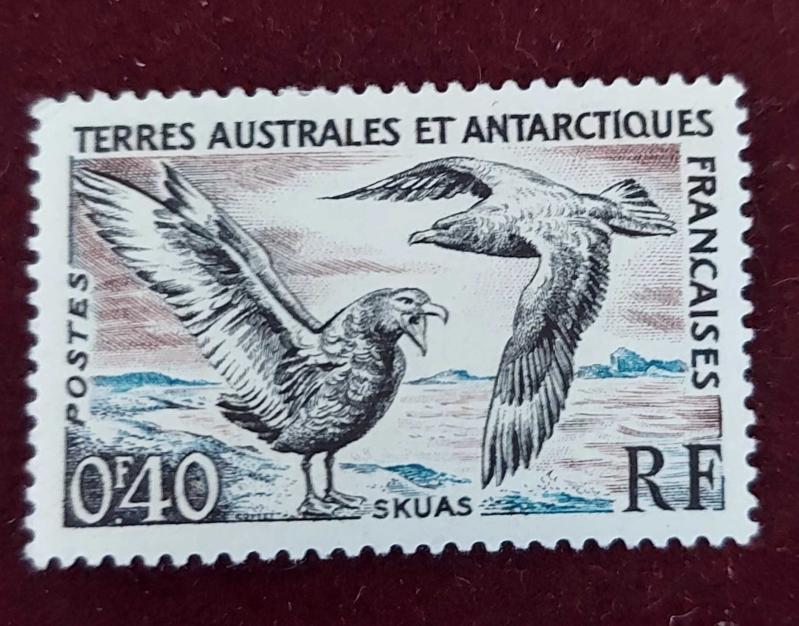 TERRES AUSTRALES ET ANTARCTIQUES
FRANCAISES
POSTES
0F40
SKUAS
RF